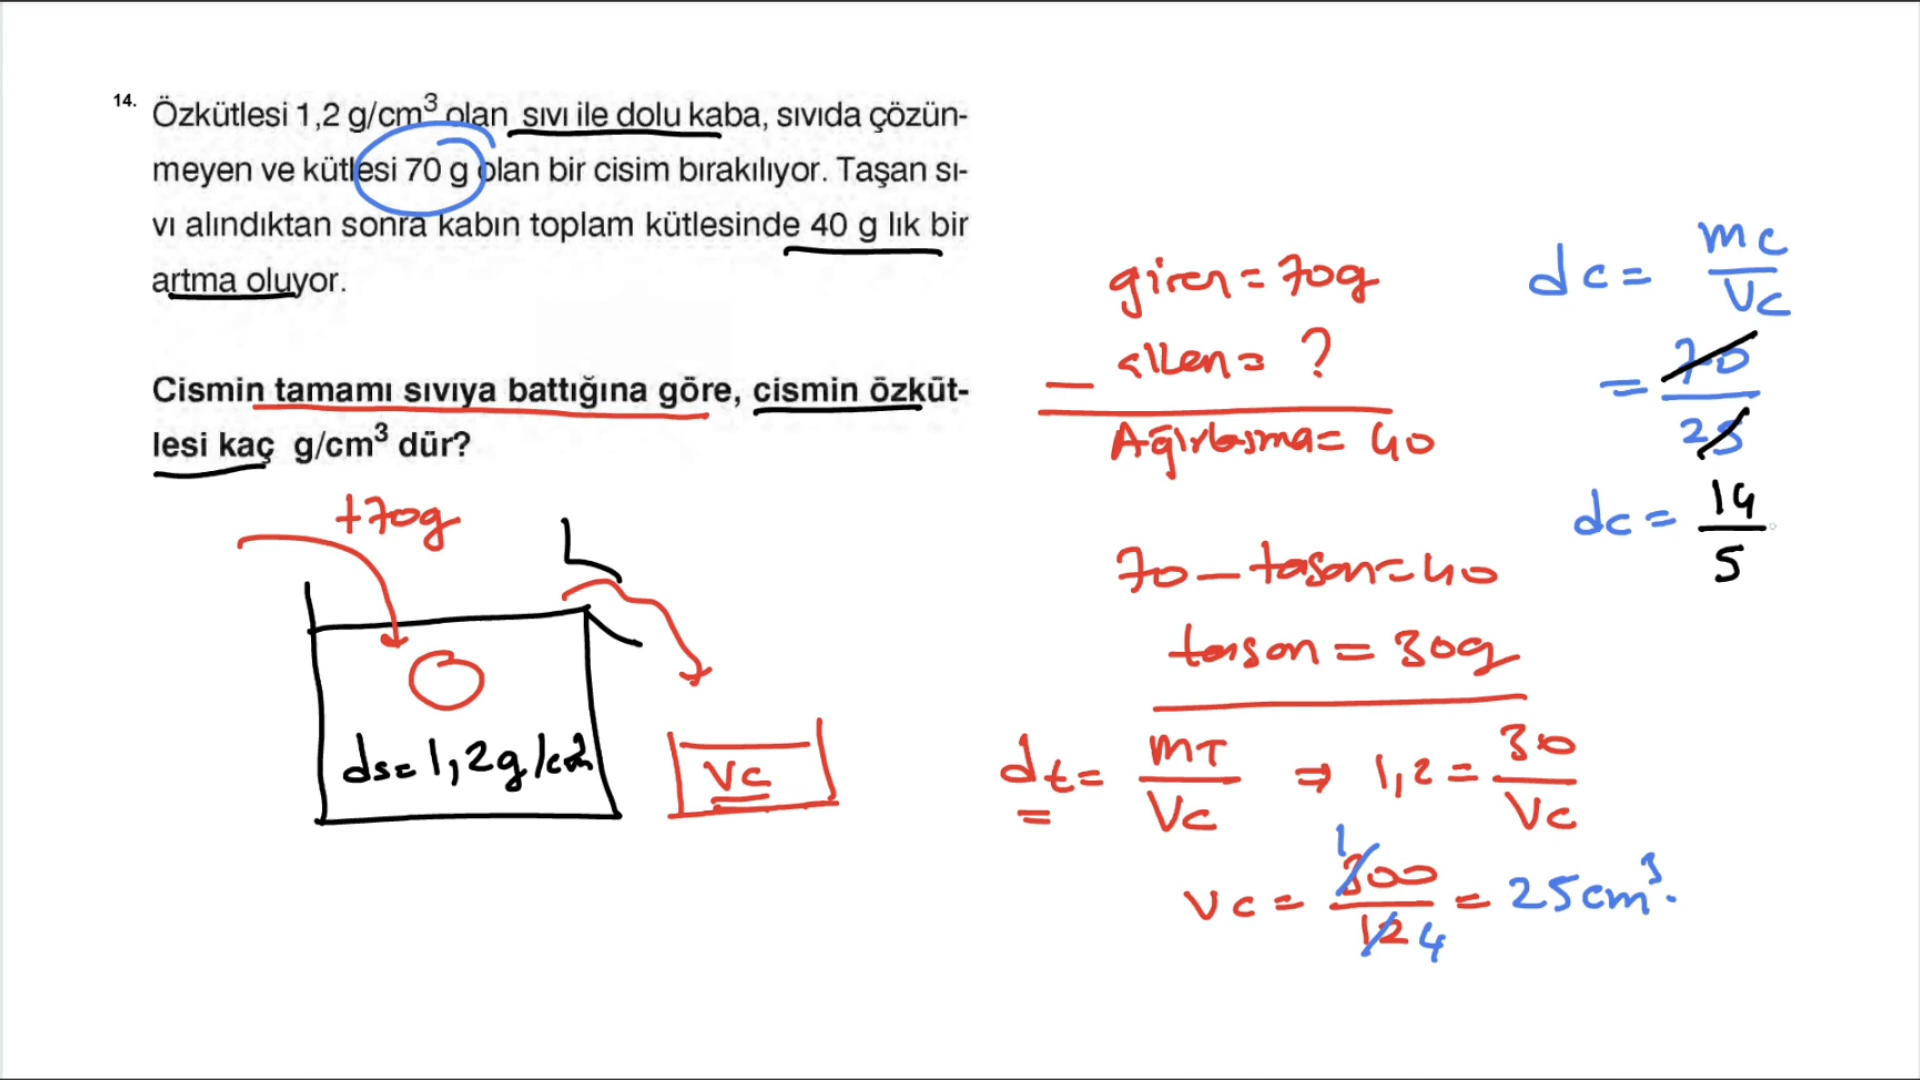 14. Özkütlesi 1,2 g/cm³ olan sıvı ile dolu kaba, sıvıda çözün-
meyen ve kütlesi 70 g olan bir cisim bırakılıyor. Taşan sı-
vı alındıktan sonra kabın toplam kütlesinde 40 g lık bir
artma oluyor.
Cismin tamamı sıvıya battığına göre, cismin özküt-
lesi kaç g/cm³ dür?
+70g
ds=1,2g/cm³
Vc
giren=70g
— ?
Ağırlaşma=40
70-taşan=40
taşan=30g
dt= mT/Vc ⇒ 1,2=30/Vc
Vc=300/12 1 4 =25cm³.
dc= mc/Vc
=70/25
dc=14/5